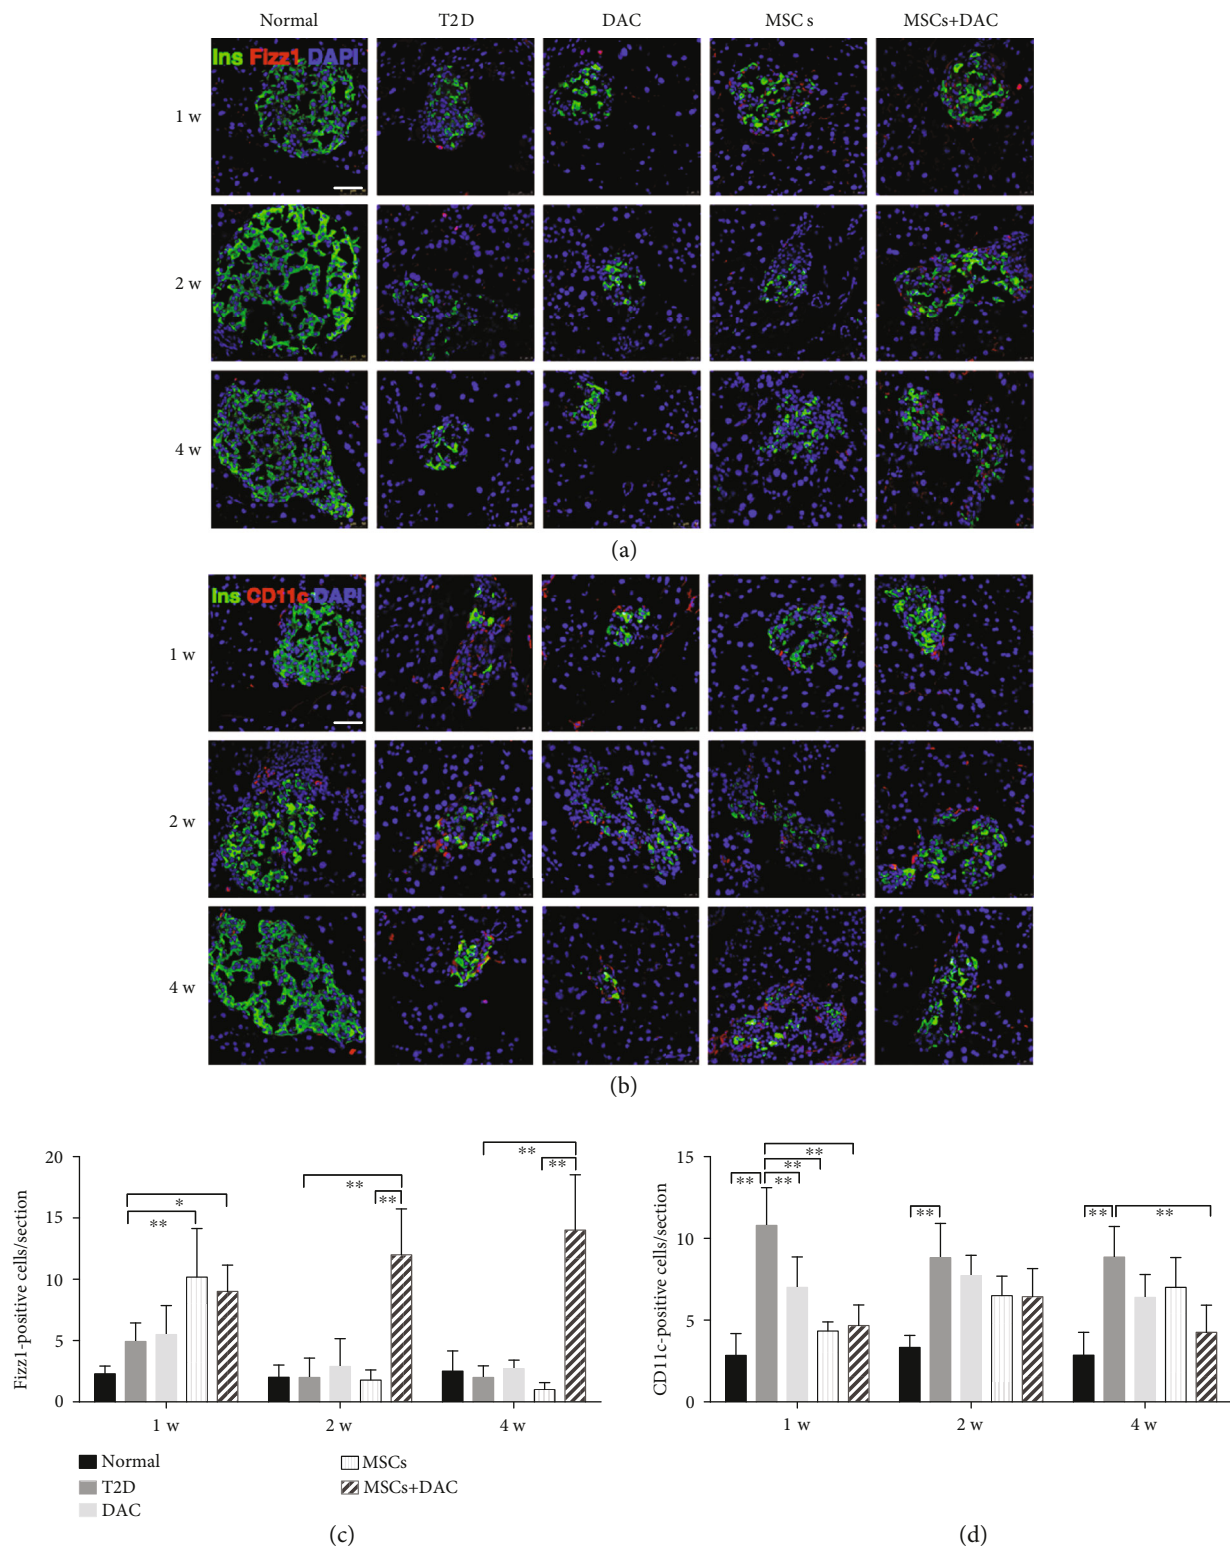 Normal T2D DAC MSC s MSCs+DAC
Ins Fizz1 DAPI
1 w
2 w
4 w
(a)
Ins CD11c DAPI
1 w
2 w
4 w
(b)
Fizz1-positive cells/section
20
15
10
5
0
* ** ** ** ** **
1 w 2 w 4 w
Normal
T2D
DAC
MSCs
MSCs+DAC
(c)
CD11c-positive cells/section
15
10
5
0
** ** ** ** ** ** **
1 w 2 w 4 w
(d)